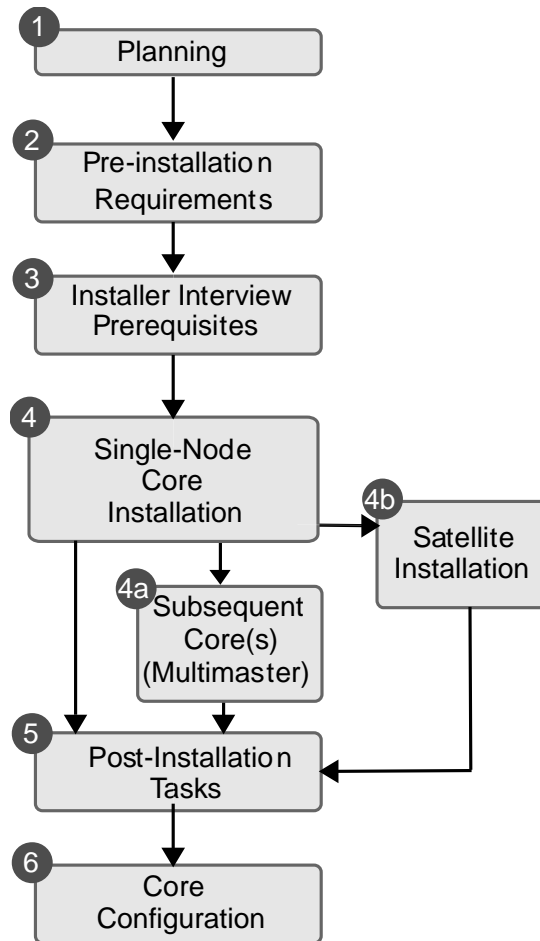 1
Planning
2
Pre-installation
Requirements
3
Installer Interview
Prerequisites
4
Single-Node
Core
Installation
4b
Satellite
Installation
4a
Subsequent
Core(s)
(Multimaster)
5
Post-Installation
Tasks
6
Core
Configuration